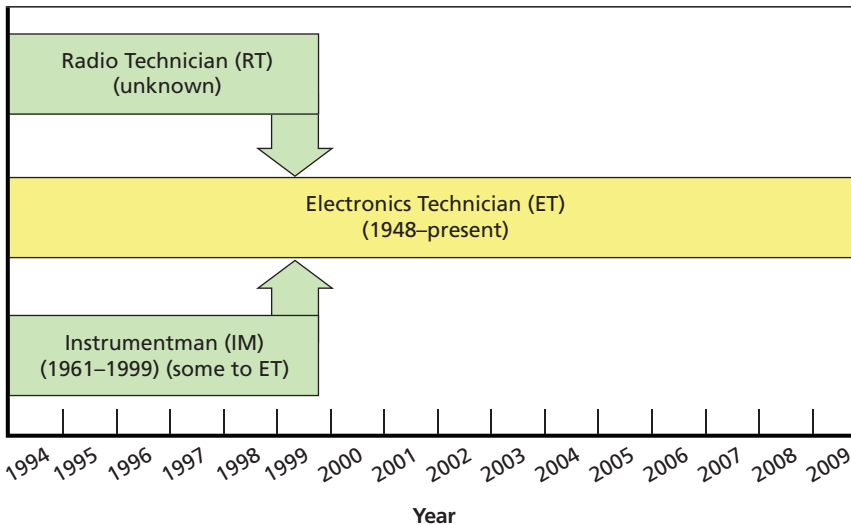 Radio Technician (RT)
(unknown)
Electronics Technician (ET)
(1948–present)
Instrumentman (IM)
(1961–1999) (some to ET)
1994 1995 1996 1997 1998 1999 2000 2001 2002 2003 2004 2005 2006 2007 2008 2009
Year